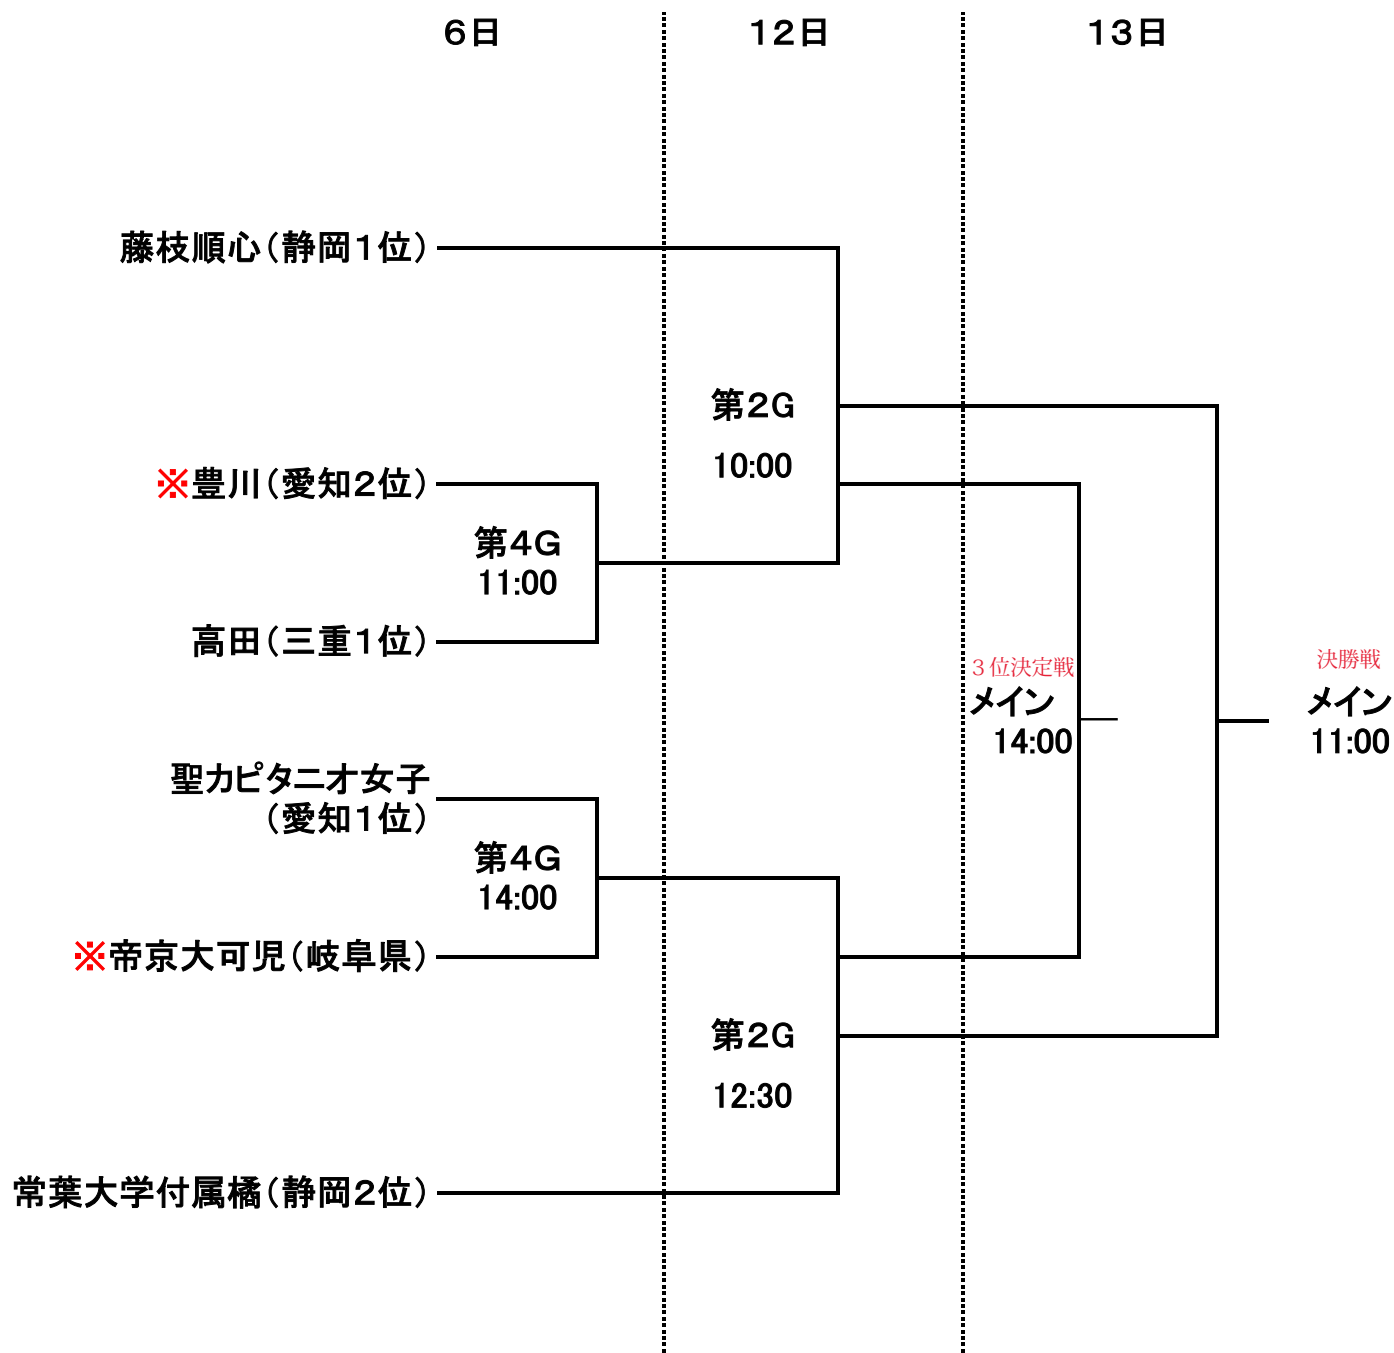 ６日
１２日
１３日
藤枝順心（静岡１位）
第２G
10:00
※豊川（愛知２位）
第４G
11:00
高田（三重１位）
３位決定戦
メイン
14:00
決勝戦
メイン
11:00
聖カピタニオ女子
（愛知１位）
第４G
14:00
※帝京大可児（岐阜県）
第２G
12:30
常葉大学付属橘（静岡２位）